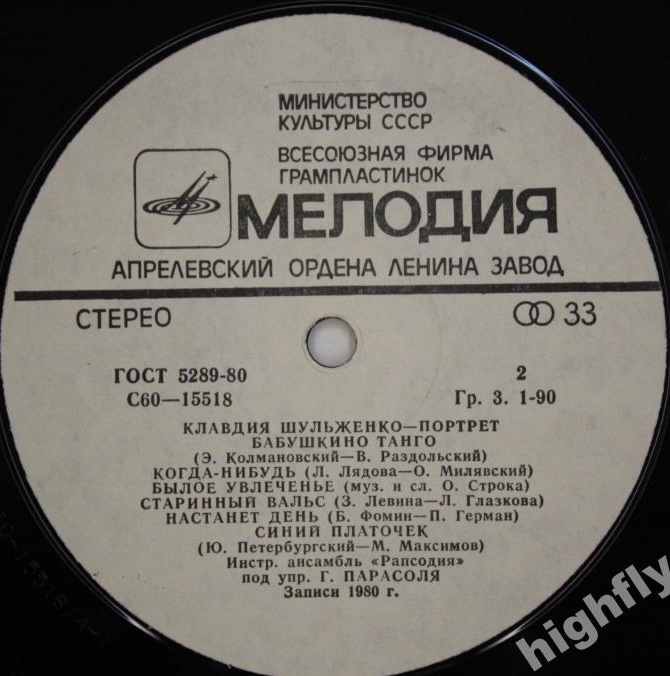 МИНИСТЕРСТВО
КУЛЬТУРЫ СССР
ВСЕСОЮЗНАЯ ФИРМА
ГРАМПЛАСТИНОК
МЕЛОДИЯ
АПРЕЛЕВСКИЙ ОРДЕНА ЛЕНИНА ЗАВОД
СТЕРЕО 33
ГОСТ 5289-80 2
С60—15518 Гр. 3. 1-90
КЛАВДИЯ ШУЛЬЖЕНКО—ПОРТРЕТ
БАБУШКИНО ТАНГО
(Э. Колмановский—В. Раздольский)
КОГДА-НИБУДЬ (Л. Лядова—О. Милявский)
БЫЛОЕ УВЛЕЧЕНЬЕ (муз. и сл. О. Строка)
СТАРИННЫЙ ВАЛЬС (З. Левина—Л. Глазкова)
НАСТАНЕТ ДЕНЬ (Б. Фомин—П. Герман)
СИНИЙ ПЛАТОЧЕК
(Ю. Петербургский—М. Максимов)
Инстр. ансамбль «Рапсодия»
под упр. Г. ПАРАСОЛЯ
Записи 1980 г.
highfly